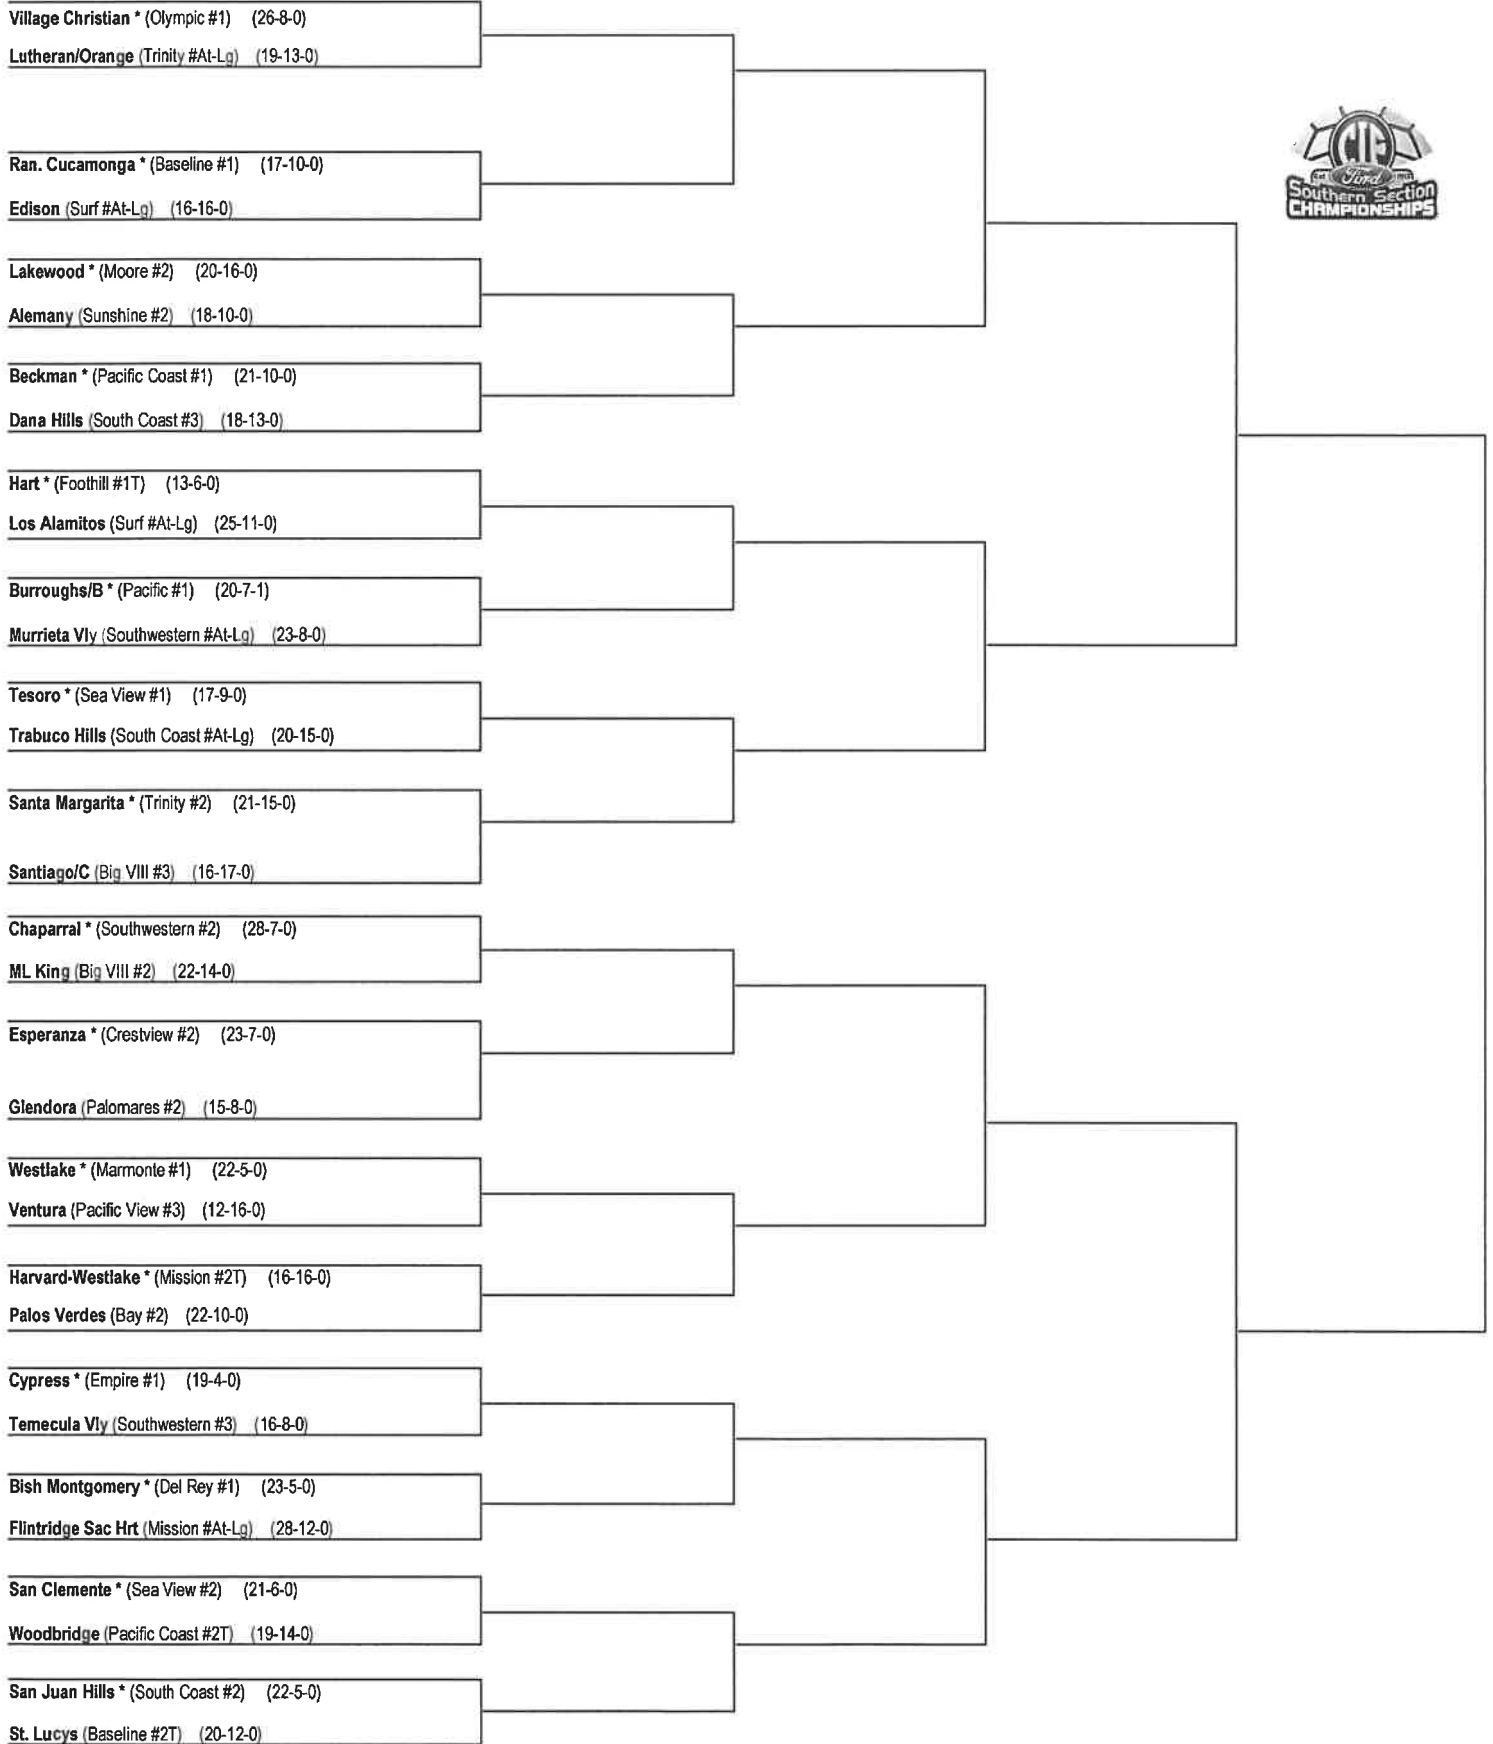 Village Christian * (Olympic #1) (26-8-0)
Lutheran/Orange (Trinity #At-Lg) (19-13-0)
CIF
Ford
Southern Section
CHAMPIONSHIPS
Ran. Cucamonga * (Baseline #1) (17-10-0)
Edison (Surf #At-Lg) (16-16-0)
Lakewood * (Moore #2) (20-16-0)
Alemany (Sunshine #2) (18-10-0)
Beckman * (Pacific Coast #1) (21-10-0)
Dana Hills (South Coast #3) (18-13-0)
Hart * (Foothill #1T) (13-6-0)
Los Alamitos (Surf #At-Lg) (25-11-0)
Burroughs/B * (Pacific #1) (20-7-1)
Murrieta Vly (Southwestern #At-Lg) (23-8-0)
Tesoro * (Sea View #1) (17-9-0)
Trabuco Hills (South Coast #At-Lg) (20-15-0)
Santa Margarita * (Trinity #2) (21-15-0)
Santiago/C (Big VIII #3) (16-17-0)
Chaparral * (Southwestern #2) (28-7-0)
ML King (Big VIII #2) (22-14-0)
Esperanza * (Crestview #2) (23-7-0)
Glendora (Palomares #2) (15-8-0)
Westlake * (Marmonte #1) (22-5-0)
Ventura (Pacific View #3) (12-16-0)
Harvard-Westlake * (Mission #2T) (16-16-0)
Palos Verdes (Bay #2) (22-10-0)
Cypress * (Empire #1) (19-4-0)
Temecula Vly (Southwestern #3) (16-8-0)
Bish Montgomery * (Del Rey #1) (23-5-0)
Flintridge Sac Hrt (Mission #At-Lg) (28-12-0)
San Clemente * (Sea View #2) (21-6-0)
Woodbridge (Pacific Coast #2T) (19-14-0)
San Juan Hills * (South Coast #2) (22-5-0)
St. Lucys (Baseline #2T) (20-12-0)